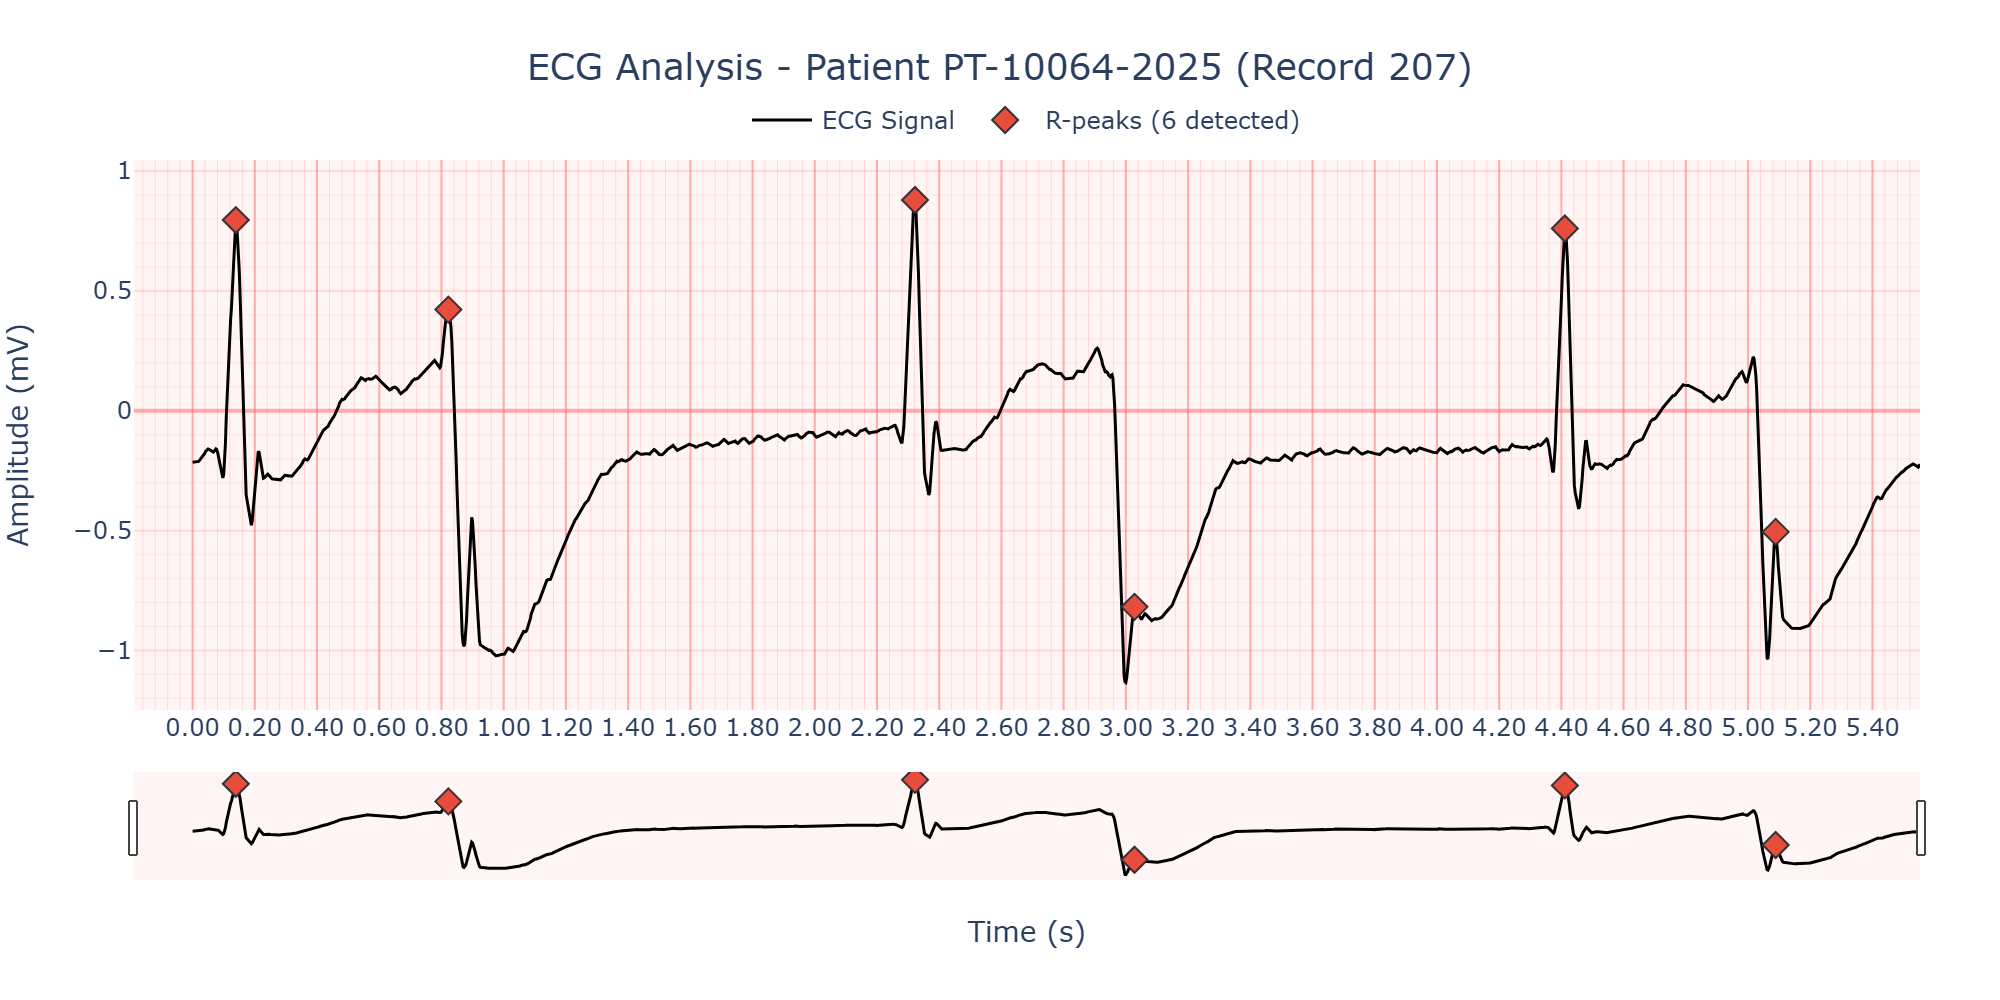 ECG Analysis - Patient PT-10064-2025 (Record 207)
ECG Signal R-peaks (6 detected)
Amplitude (mV)
1
0.5
0
−0.5
−1
0.00 0.20 0.40 0.60 0.80 1.00 1.20 1.40 1.60 1.80 2.00 2.20 2.40 2.60 2.80 3.00 3.20 3.40 3.60 3.80 4.00 4.20 4.40 4.60 4.80 5.00 5.20 5.40
Time (s)